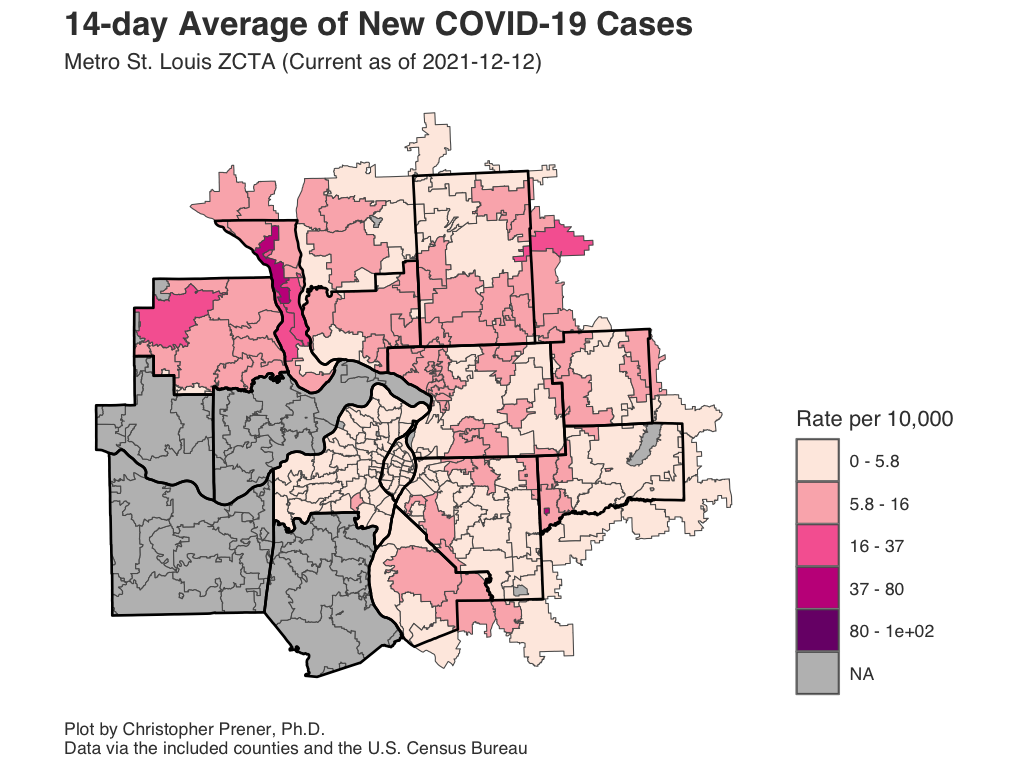 14-day Average of New COVID-19 Cases
Metro St. Louis ZCTA (Current as of 2021-12-12)
Rate per 10,000
0 - 5.8
5.8 - 16
16 - 37
37 - 80
80 - 1e+02
NA
Plot by Christopher Prener, Ph.D.
Data via the included counties and the U.S. Census Bureau